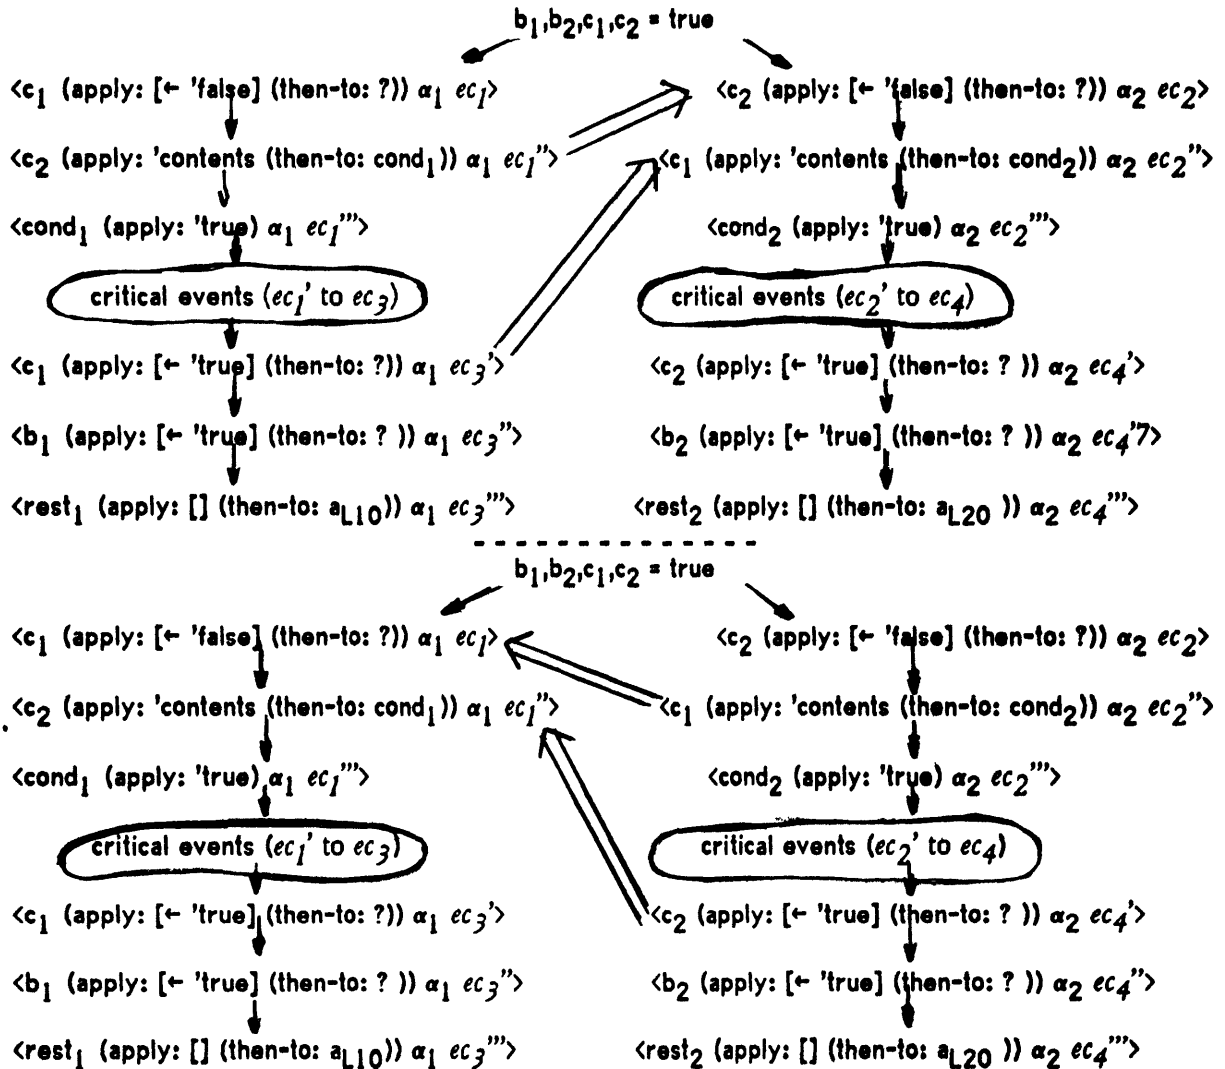 b1,b2,c1,c2 = true
<c1 (apply: [← 'false] (then-to: ?)) α1 ec1>
<c2 (apply: [← 'false] (then-to: ?)) α2 ec2>
<c2 (apply: 'contents (then-to: cond1)) α1 ec1''>
<c1 (apply: 'contents (then-to: cond2)) α2 ec2''>
<cond1 (apply: 'true) α1 ec1'''>
<cond2 (apply: 'true) α2 ec2'''>
critical events (ec1' to ec3)
critical events (ec2' to ec4)
<c1 (apply: [← 'true] (then-to: ?)) α1 ec3'>
<c2 (apply: [← 'true] (then-to: ? )) α2 ec4'>
<b1 (apply: [← 'true] (then-to: ? )) α1 ec3''>
<b2 (apply: [← 'true] (then-to: ? )) α2 ec4'7>
<rest1 (apply: [] (then-to: aL10)) α1 ec3'''>
<rest2 (apply: [] (then-to: aL20 )) α2 ec4'''>
b1,b2,c1,c2 = true
<c1 (apply: [← 'false] (then-to: ?)) α1 ec1>
<c2 (apply: [← 'false] (then-to: ?)) α2 ec2>
<c2 (apply: 'contents (then-to: cond1)) α1 ec1''>
<c1 (apply: 'contents (then-to: cond2)) α2 ec2''>
<cond1 (apply: 'true) α1 ec1'''>
<cond2 (apply: 'true) α2 ec2'''>
critical events (ec1' to ec3)
critical events (ec2' to ec4)
<c1 (apply: [← 'true] (then-to: ?)) α1 ec3'>
<c2 (apply: [← 'true] (then-to: ? )) α2 ec4'>
<b1 (apply: [← 'true] (then-to: ? )) α1 ec3''>
<b2 (apply: [← 'true] (then-to: ? )) α2 ec4''>
<rest1 (apply: [] (then-to: aL10)) α1 ec3'''>
<rest2 (apply: [] (then-to: aL20 )) α2 ec4'''>